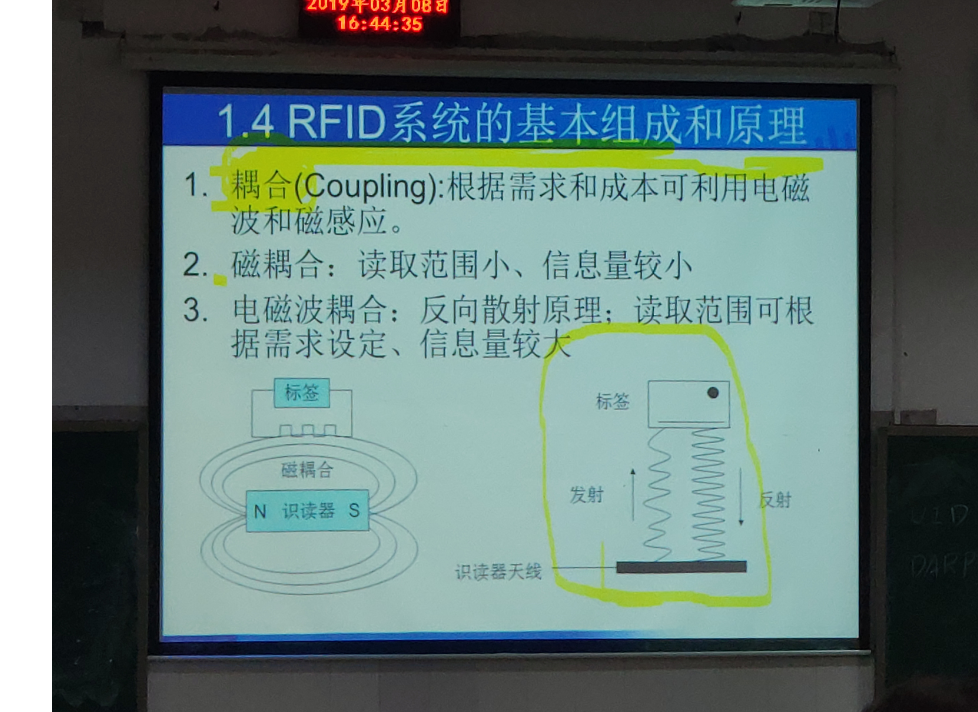 2019年03月08日
16:44:35
1.4 RFID系统的基本组成和原理
1. 耦合(Coupling):根据需求和成本可利用电磁
波和磁感应。
2. 磁耦合：读取范围小、信息量较小
3. 电磁波耦合：反向散射原理；读取范围可根
据需求设定、信息量较大
标签
磁耦合
N 识读器 S
标签
发射
反射
识读器天线